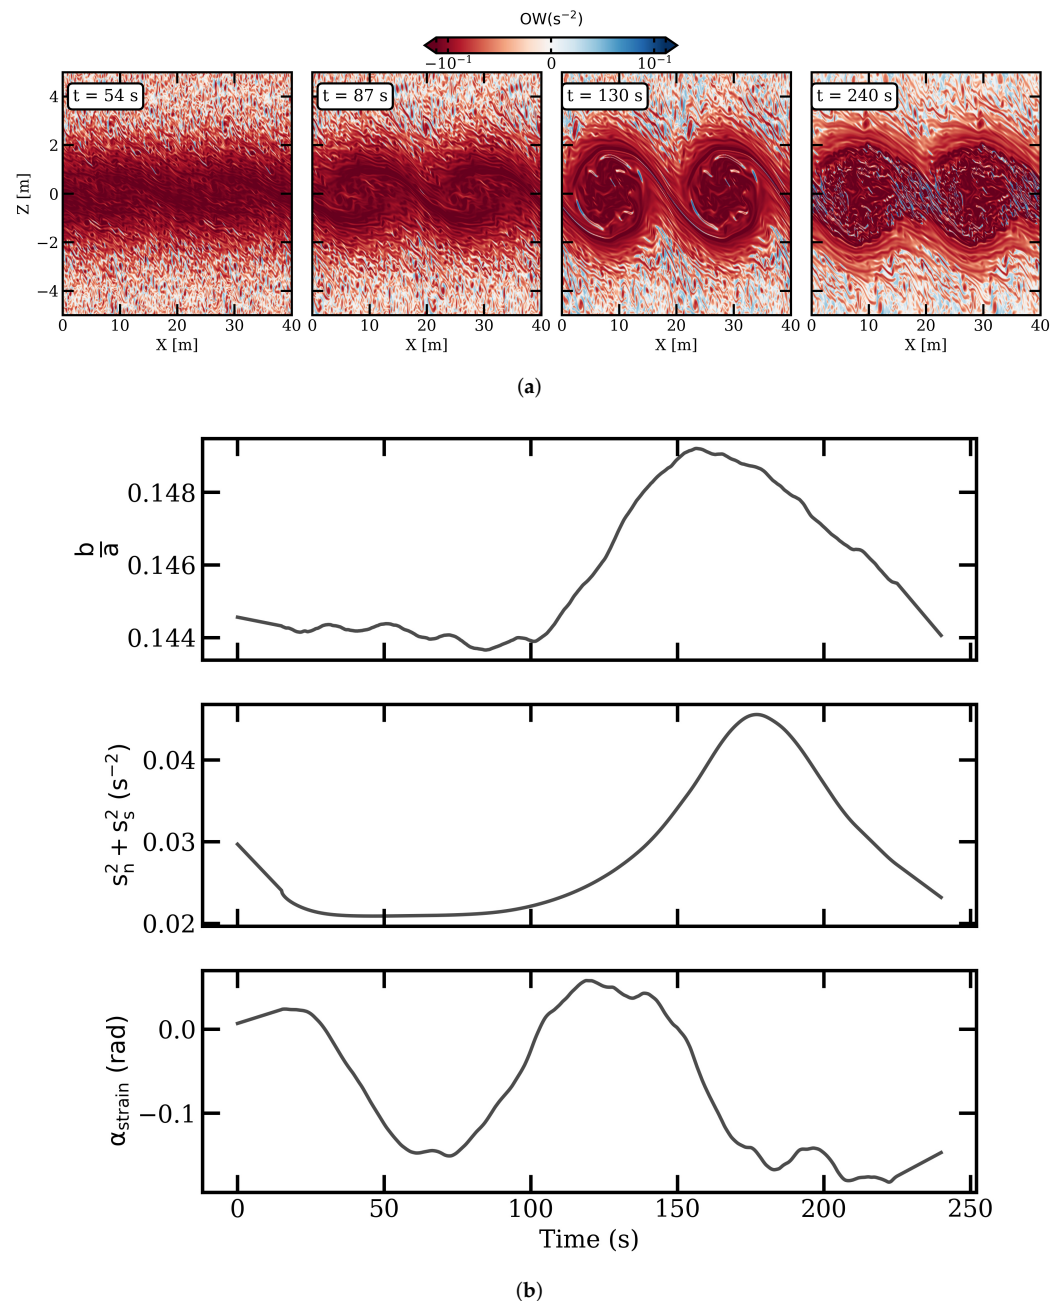 OW(s⁻²)
−10⁻¹ 0 10⁻¹
t = 54 s t = 87 s t = 130 s t = 240 s
4
2
0
−2
−4
Z [m]
0 10 20 30 40 0 10 20 30 40 0 10 20 30 40 0 10 20 30 40
X [m] X [m] X [m] X [m]
(a)
0.148
0.146
0.144
b
a
0.04
0.03
0.02
s²ₙ + s²ₛ (s⁻²)
0.0
−0.1
α_strain (rad)
0 50 100 150 200 250
Time (s)
(b)